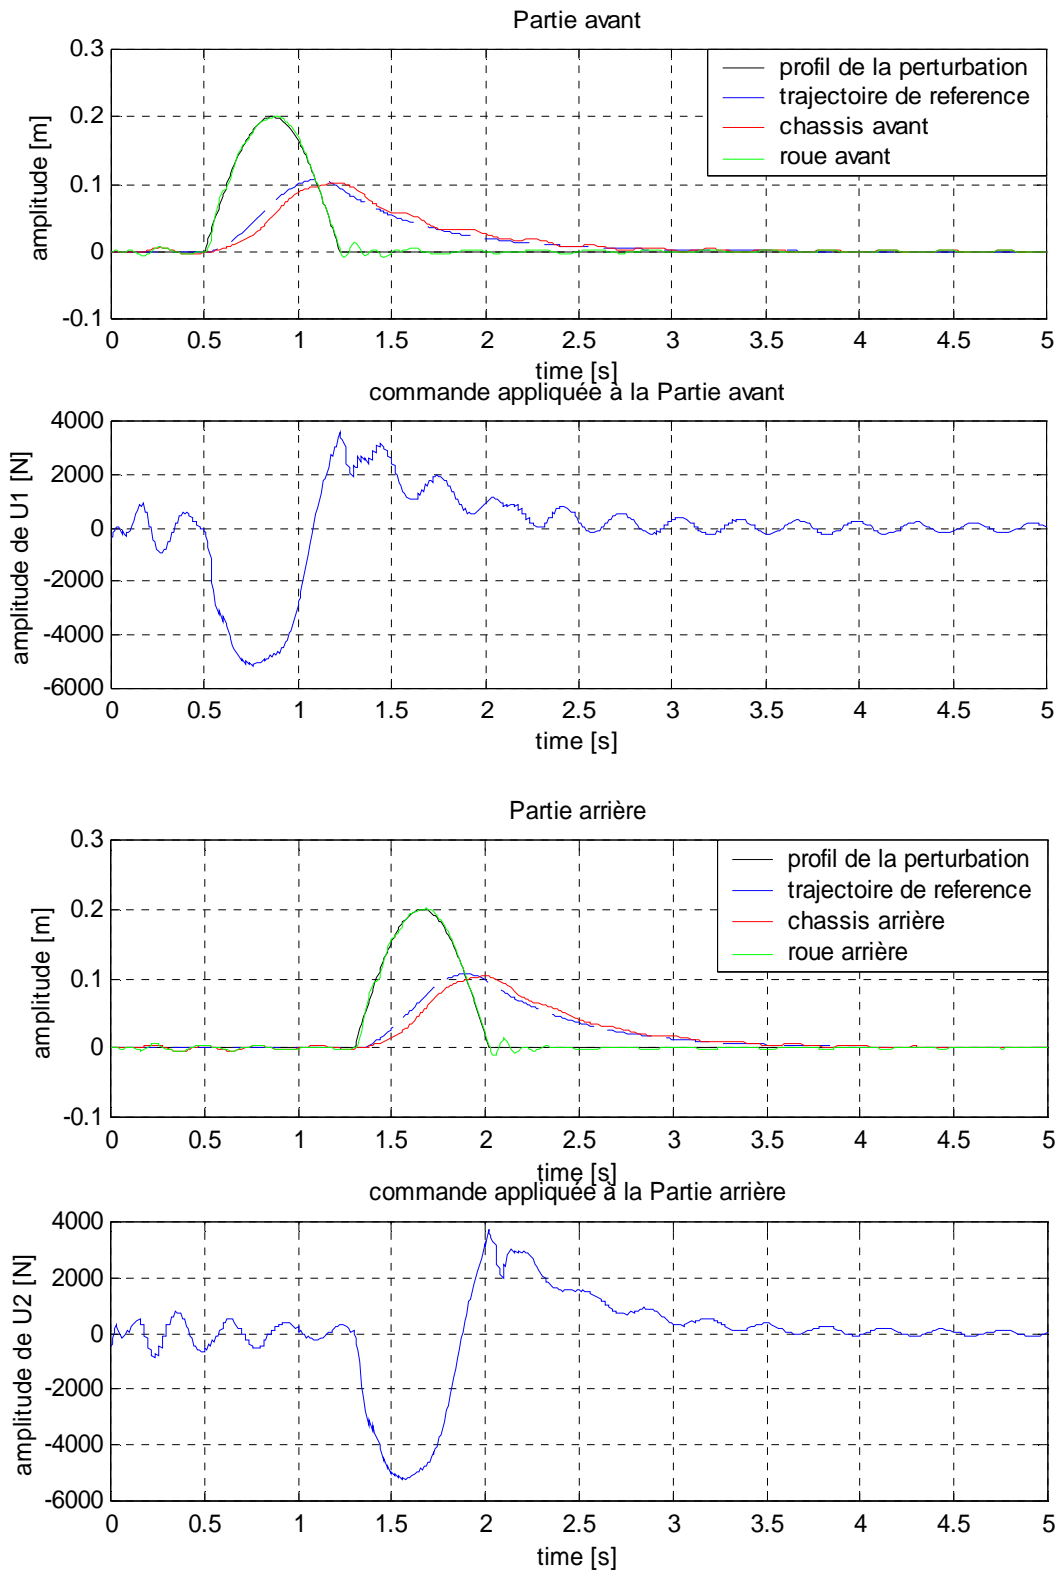 Partie avant
0.3
0.2
0.1
0
-0.1
amplitude [m]
profil de la perturbation
trajectoire de reference
chassis avant
roue avant
0 0.5 1 1.5 2 2.5 3 3.5 4 4.5 5
time [s]
commande appliquée à la Partie avant
4000
2000
0
-2000
-4000
-6000
amplitude de U1 [N]
0 0.5 1 1.5 2 2.5 3 3.5 4 4.5 5
time [s]
Partie arrière
0.3
0.2
0.1
0
-0.1
amplitude [m]
profil de la perturbation
trajectoire de reference
chassis arrière
roue arrière
0 0.5 1 1.5 2 2.5 3 3.5 4 4.5 5
time [s]
commande appliquée à la Partie arrière
4000
2000
0
-2000
-4000
-6000
amplitude de U2 [N]
0 0.5 1 1.5 2 2.5 3 3.5 4 4.5 5
time [s]